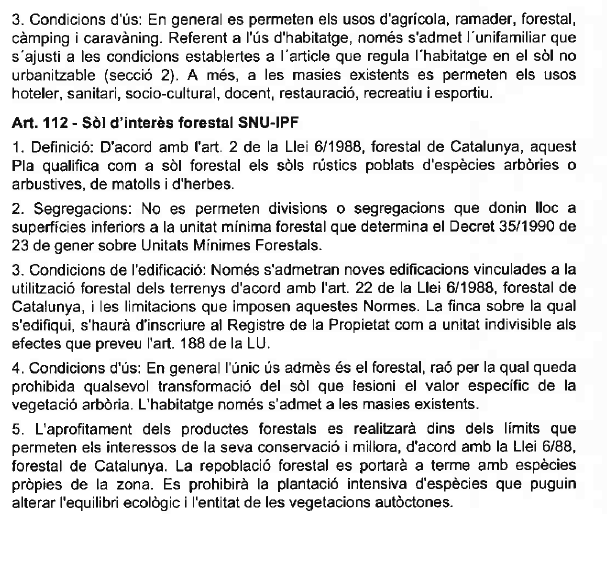 3. Condicions d'ús: En general es permeten els usos d'agrícola, ramader, forestal,
càmping i caravàning. Referent a l'ús d'habitatge, només s'admet l´unifamiliar que
s´ajusti a les condicions establertes a l´article que regula l´habitatge en el sòl no
urbanitzable (secció 2). A més, a les masies existents es permeten els usos
hoteler, sanitari, socio-cultural, docent, restauració, recreatiu i esportiu.
Art. 112 - Sòl d'interès forestal SNU-IPF
1. Definició: D'acord amb l'art. 2 de la Llei 6/1988, forestal de Catalunya, aquest
Pla qualifica com a sòl forestal els sòls rústics poblats d'espècies arbòries o
arbustives, de matolls i d'herbes.
2. Segregacions: No es permeten divisions o segregacions que donin lloc a
superfícies inferiors a la unitat mínima forestal que determina el Decret 35/1990 de
23 de gener sobre Unitats Mínimes Forestals.
3. Condicions de l'edificació: Només s'admetran noves edificacions vinculades a la
utilització forestal dels terrenys d'acord amb l'art. 22 de la Llei 6/1988, forestal de
Catalunya, i les limitacions que imposen aquestes Normes. La finca sobre la qual
s'edifiqui, s'haurà d'inscriure al Registre de la Propietat com a unitat indivisible als
efectes que preveu l'art. 188 de la LU.
4. Condicions d'ús: En general l'únic ús admès és el forestal, raó per la qual queda
prohibida qualsevol transformació del sòl que lesioni el valor específic de la
vegetació arbòria. L'habitatge només s'admet a les masies existents.
5. L'aprofitament dels productes forestals es realitzarà dins dels límits que
permeten els interessos de la seva conservació i millora, d'acord amb la Llei 6/88,
forestal de Catalunya. La repoblació forestal es portarà a terme amb espècies
pròpies de la zona. Es prohibirà la plantació intensiva d'espècies que puguin
alterar l'equilibri ecològic i l'entitat de les vegetacions autòctones.